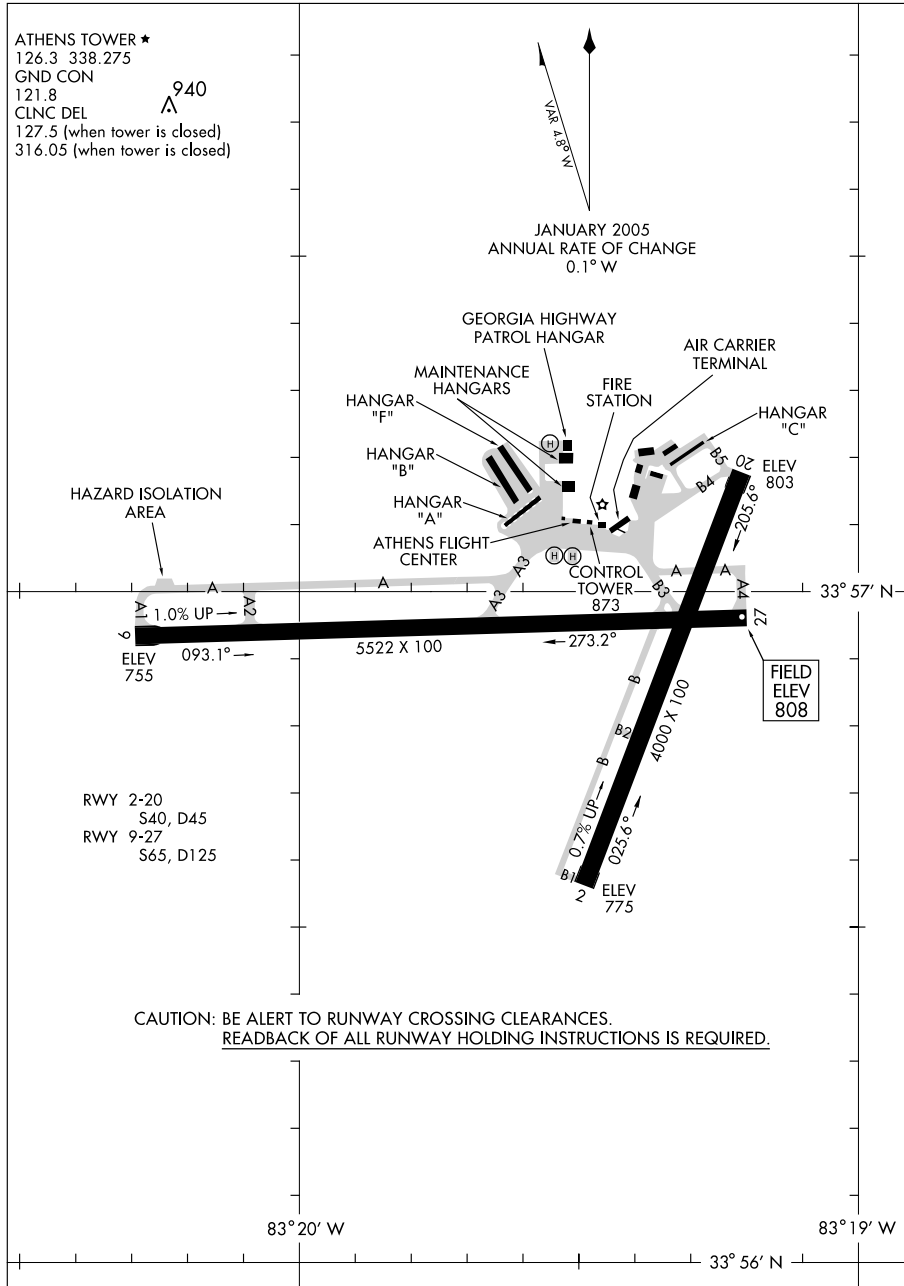 ATHENS TOWER ★
126.3 338.275
GND CON
121.8
CLNC DEL
127.5 (when tower is closed)
316.05 (when tower is closed)
940
VAR 4.8° W
JANUARY 2005
ANNUAL RATE OF CHANGE
0.1° W
GEORGIA HIGHWAY
PATROL HANGAR
AIR CARRIER
TERMINAL
MAINTENANCE
HANGARS
FIRE
STATION
HANGAR
"F"
HANGAR
"C"
HANGAR
"B"
HANGAR
"A"
HAZARD ISOLATION
AREA
ATHENS FLIGHT
CENTER
CONTROL
TOWER
873
H
H
H
B5
B4
20
ELEV
803
205.6°
A
A
A
A
A3
A3
A1
A2
A4
B3
33°57' N
1.0% UP
9
27
ELEV
755
093.1°
5522 X 100
273.2°
FIELD
ELEV
808
B
B2
B
4000 X 100
0.7% UP
025.6°
B1
2
ELEV
775
RWY 2-20
S40, D45
RWY 9-27
S65, D125
CAUTION: BE ALERT TO RUNWAY CROSSING CLEARANCES.
READBACK OF ALL RUNWAY HOLDING INSTRUCTIONS IS REQUIRED.
83°20' W
83°19' W
33°56' N